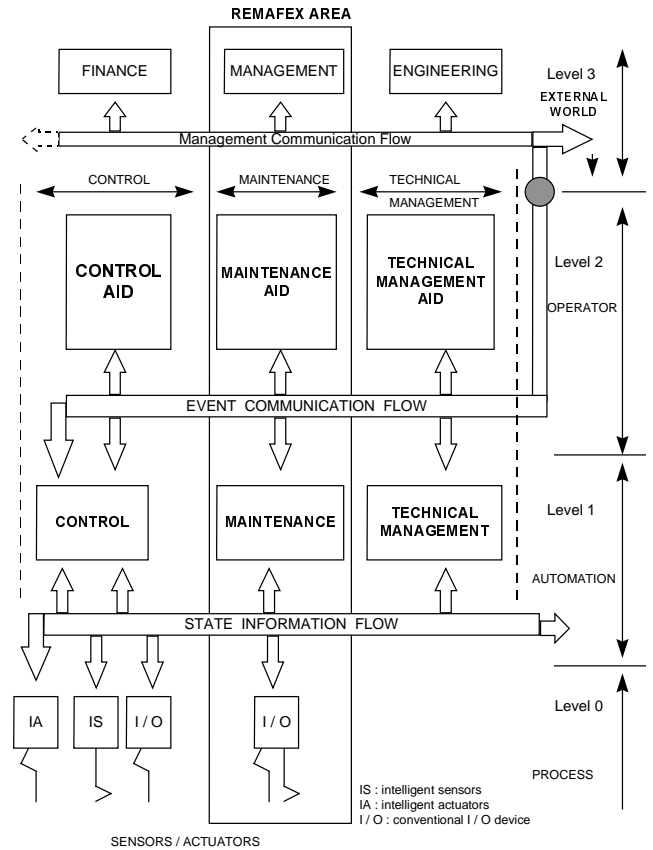 REMAFEX AREA
FINANCE
MANAGEMENT
ENGINEERING
Level 3
EXTERNAL
WORLD
Management Communication Flow
CONTROL
MAINTENANCE
TECHNICAL
MANAGEMENT
CONTROL
AID
MAINTENANCE
AID
TECHNICAL
MANAGEMENT
AID
Level 2
OPERATOR
EVENT COMMUNICATION FLOW
CONTROL
MAINTENANCE
TECHNICAL
MANAGEMENT
Level 1
AUTOMATION
STATE INFORMATION FLOW
IA
IS
I / O
I / O
Level 0
PROCESS
IS : intelligent sensors
IA : intelligent actuators
I / O : conventional I / O device
SENSORS / ACTUATORS